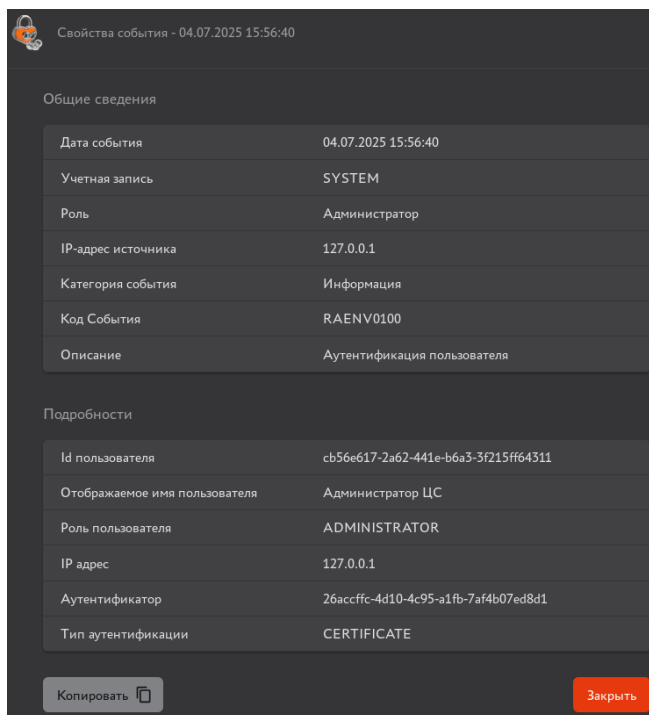 Свойства события - 04.07.2025 15:56:40
Общие сведения
Дата события 04.07.2025 15:56:40
Учетная запись SYSTEM
Роль Администратор
IP-адрес источника 127.0.0.1
Категория события Информация
Код События RAENV0100
Описание Аутентификация пользователя
Подробности
Id пользователя cb56e617-2a62-441e-b6a3-3f215ff64311
Отображаемое имя пользователя Администратор ЦС
Роль пользователя ADMINISTRATOR
IP адрес 127.0.0.1
Аутентификатор 26accffc-4d10-4c95-a1fb-7af4b07ed8d1
Тип аутентификации CERTIFICATE
Копировать Закрыть